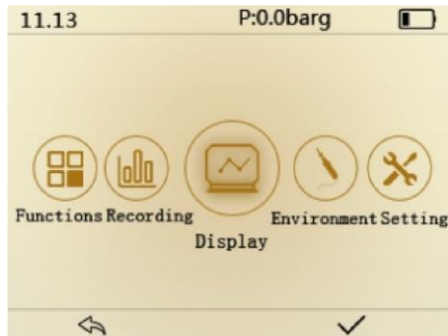 11.13 P:0.0barg
Functions Recording Environment Setting
Display